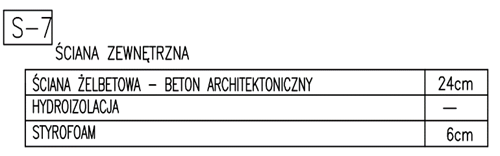 S-7
ŚCIANA ZEWNĘTRZNA
ŚCIANA ŻELBETOWA – BETON ARCHITEKTONICZNY 24cm
HYDROIZOLACJA –
STYROFOAM 6cm